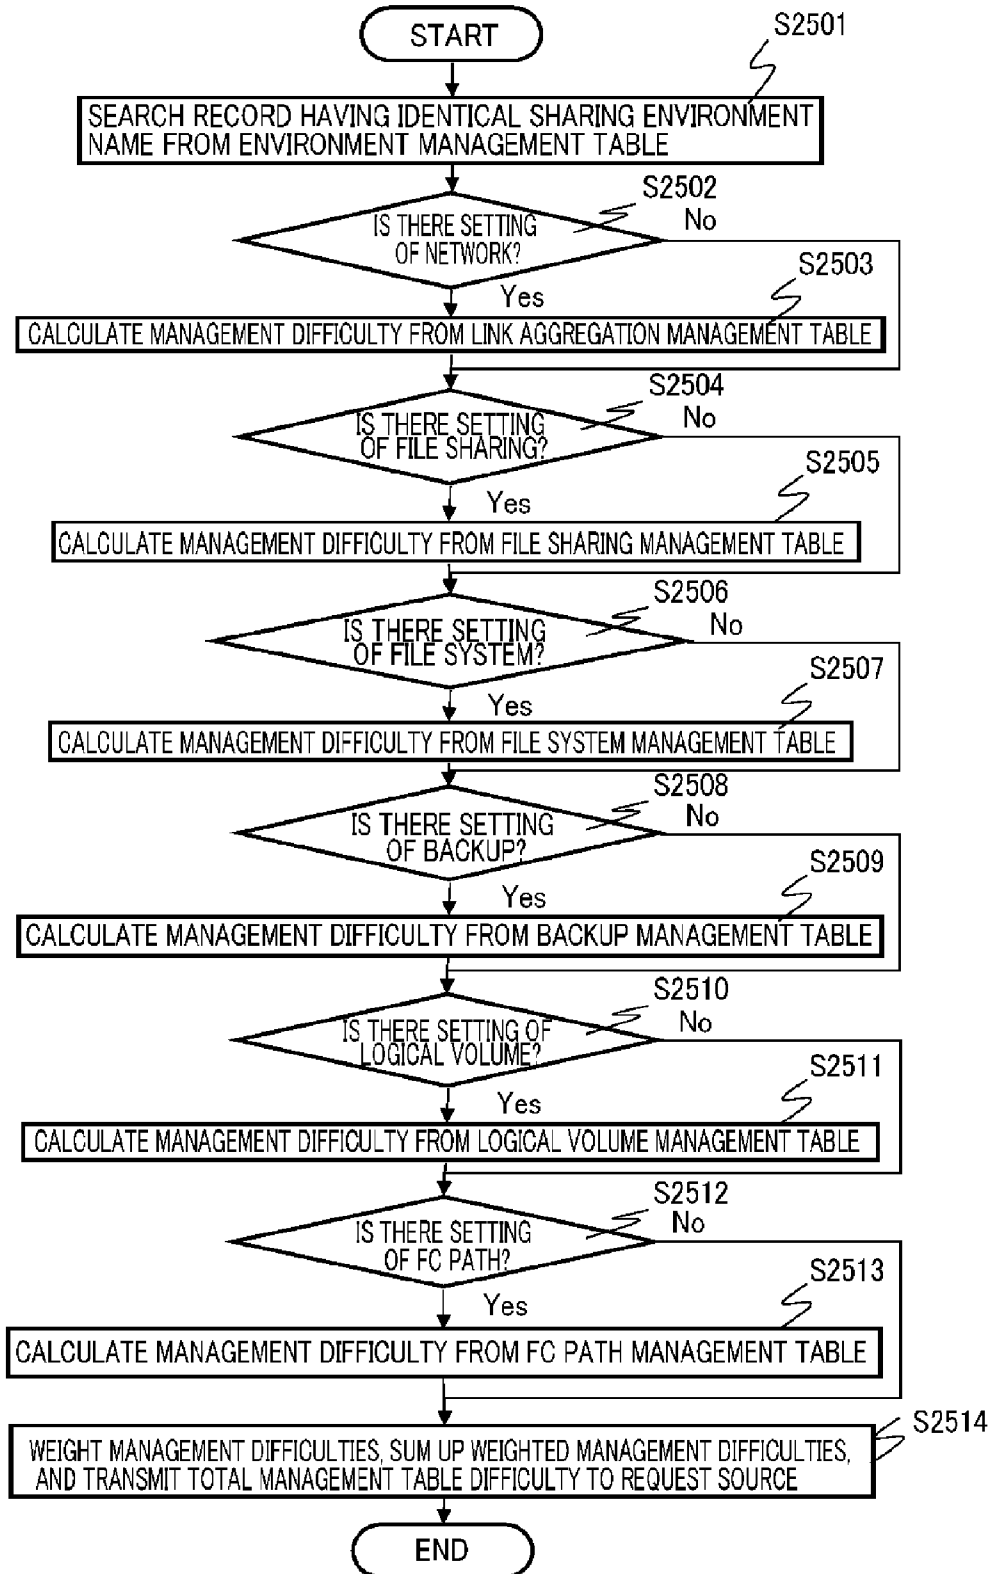 START
S2501
SEARCH RECORD HAVING IDENTICAL SHARING ENVIRONMENT
NAME FROM ENVIRONMENT MANAGEMENT TABLE
S2502
IS THERE SETTING
OF NETWORK?
No
Yes
S2503
CALCULATE MANAGEMENT DIFFICULTY FROM LINK AGGREGATION MANAGEMENT TABLE
S2504
IS THERE SETTING
OF FILE SHARING?
No
Yes
S2505
CALCULATE MANAGEMENT DIFFICULTY FROM FILE SHARING MANAGEMENT TABLE
S2506
IS THERE SETTING
OF FILE SYSTEM?
No
Yes
S2507
CALCULATE MANAGEMENT DIFFICULTY FROM FILE SYSTEM MANAGEMENT TABLE
S2508
IS THERE SETTING
OF BACKUP?
No
Yes
S2509
CALCULATE MANAGEMENT DIFFICULTY FROM BACKUP MANAGEMENT TABLE
S2510
IS THERE SETTING OF
LOGICAL VOLUME?
No
Yes
S2511
CALCULATE MANAGEMENT DIFFICULTY FROM LOGICAL VOLUME MANAGEMENT TABLE
S2512
IS THERE SETTING
OF FC PATH?
No
Yes
S2513
CALCULATE MANAGEMENT DIFFICULTY FROM FC PATH MANAGEMENT TABLE
S2514
WEIGHT MANAGEMENT DIFFICULTIES, SUM UP WEIGHTED MANAGEMENT DIFFICULTIES,
AND TRANSMIT TOTAL MANAGEMENT TABLE DIFFICULTY TO REQUEST SOURCE
END